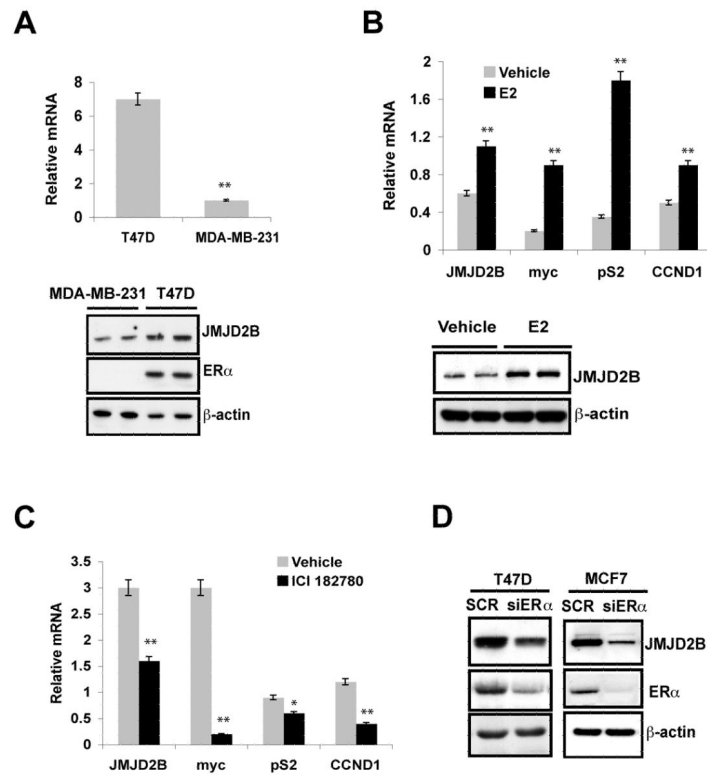 A
Relative mRNA
8
6
4
2
0
**
T47D
MDA-MB-231
MDA-MB-231 T47D
JMJD2B
ERα
β-actin
B
Relative mRNA
2
1.6
1.2
0.8
0.4
0
Vehicle
E2
**
**
**
**
JMJD2B
myc
pS2
CCND1
Vehicle E2
JMJD2B
β-actin
C
Relative mRNA
3.5
3
2.5
2
1.5
1
0.5
0
Vehicle
ICI 182780
**
**
*
**
JMJD2B
myc
pS2
CCND1
D
T47D MCF7
SCR siERα SCR siERα
JMJD2B
ERα
β-actin